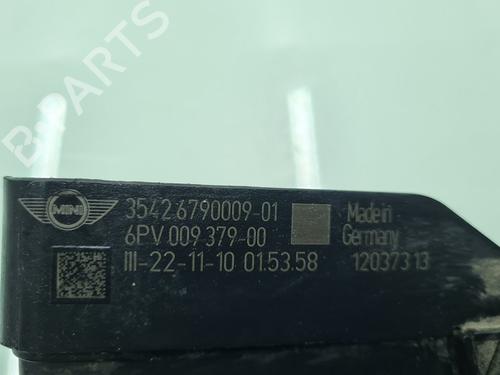 B-PARTS
MINI
3542.6790009-01
6PV 009 379-00
III-22-11-10 01.53.58
Made in
Germany
12037313